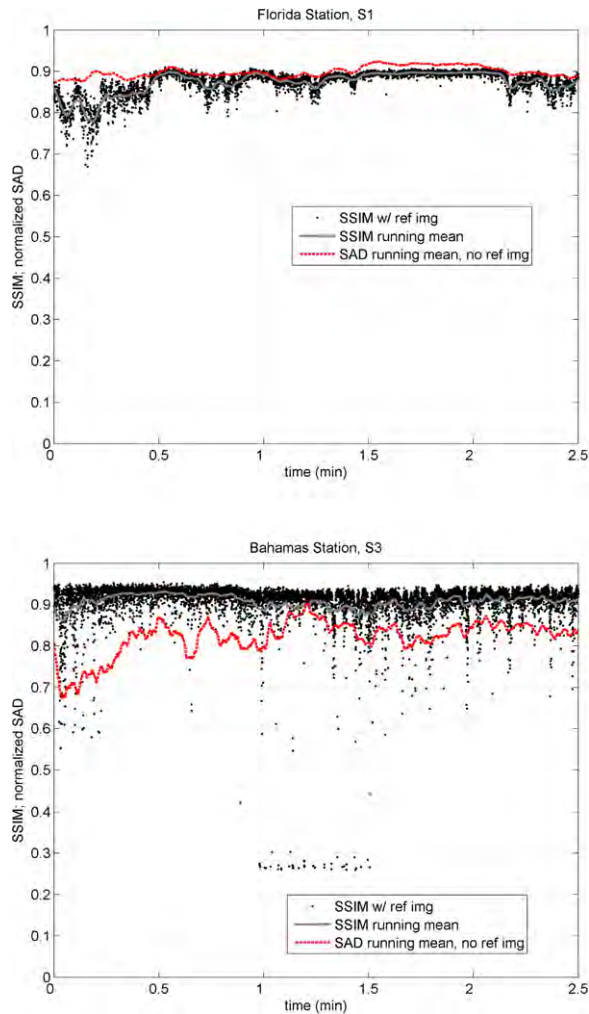 Florida Station, S1
1
0.9
0.8
0.7
0.6
0.5
0.4
0.3
0.2
0.1
0
SSIM; normalized SAD
SSIM w/ ref img
SSIM running mean
SAD running mean, no ref img
0 0.5 1 1.5 2 2.5
time (min)
Bahamas Station, S3
1
0.9
0.8
0.7
0.6
0.5
0.4
0.3
0.2
0.1
0
SSIM; normalized SAD
SSIM w/ ref img
SSIM running mean
SAD running mean, no ref img
0 0.5 1 1.5 2 2.5
time (min)